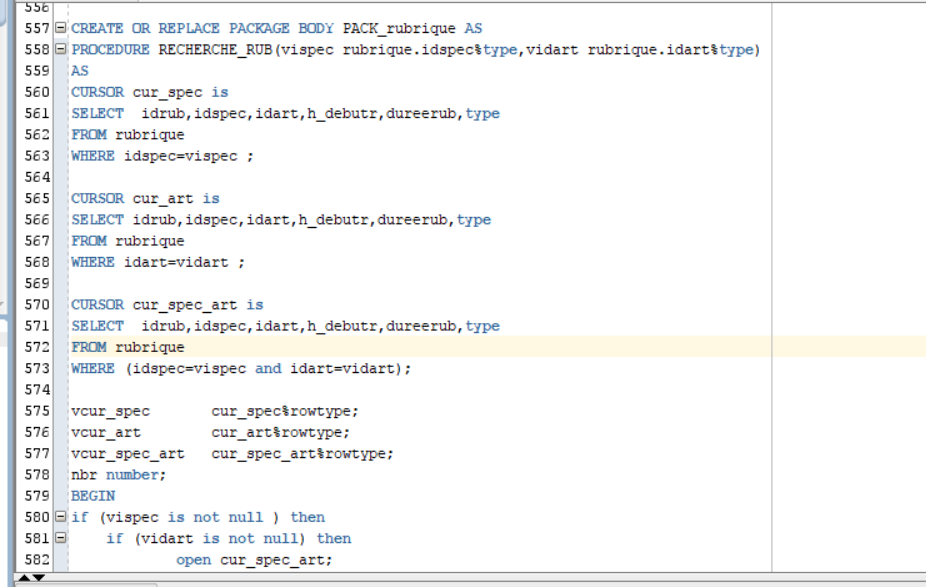 556
557 CREATE OR REPLACE PACKAGE BODY PACK_rubrique AS
558 PROCEDURE RECHERCHE_RUB(vispec rubrique.idspec%type,vidart rubrique.idart%type)
559 AS
560 CURSOR cur_spec is
561 SELECT  idrub,idspec,idart,h_debutr,dureerub,type
562 FROM rubrique
563 WHERE idspec=vispec ;
564
565 CURSOR cur_art is
566 SELECT idrub,idspec,idart,h_debutr,dureerub,type
567 FROM rubrique
568 WHERE idart=vidart ;
569
570 CURSOR cur_spec_art is
571 SELECT  idrub,idspec,idart,h_debutr,dureerub,type
572 FROM rubrique
573 WHERE (idspec=vispec and idart=vidart);
574
575 vcur_spec       cur_spec%rowtype;
576 vcur_art        cur_art%rowtype;
577 vcur_spec_art   cur_spec_art%rowtype;
578 nbr number;
579 BEGIN
580 if (vispec is not null ) then
581     if (vidart is not null) then
582             open cur_spec_art;